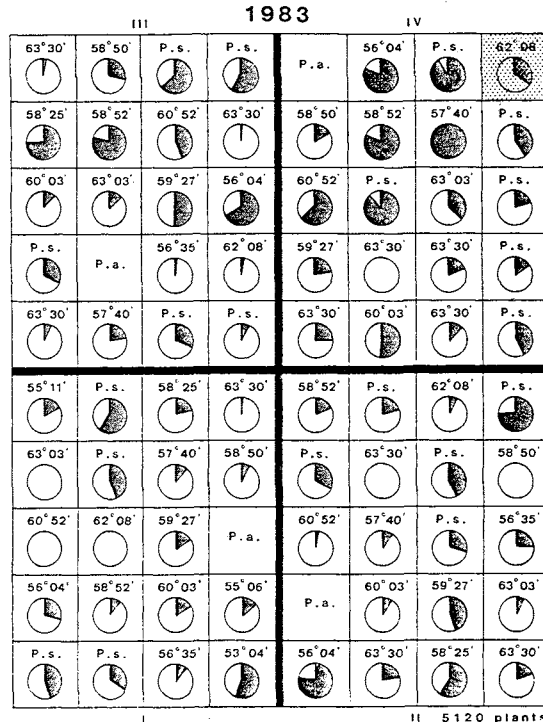 1983
III IV
63°30' 58°50' P.s. P.s. P.a. 56°04' P.s. 62°08'
58°25' 58°52' 60°52' 63°30' 58°50' 58°52' 57°40' P.s.
60°03' 63°03' 59°27' 56°04' 60°52' P.s. 63°03' P.s.
P.s. P.a. 56°35' 62°08' 59°27' 63°30' 63°30' P.s.
63°30' 57°40' P.s. P.s. 63°30' 60°03' 63°30' P.s.
55°11' P.s. 58°25' 63°30' 58°52' P.s. 62°08' P.s.
63°03' P.s. 57°40' 58°50' P.s. 63°30' P.s. 58°50'
60°52' 62°08' 59°27' P.a. 60°52' 57°40' P.s. 56°35'
56°04' 58°52' 60°03' 55°06' P.a. 60°03' 59°27' 63°03'
P.s. P.s. 56°35' 53°04' 56°04' 63°30' 58°25' 63°30'
I II 5120 plants